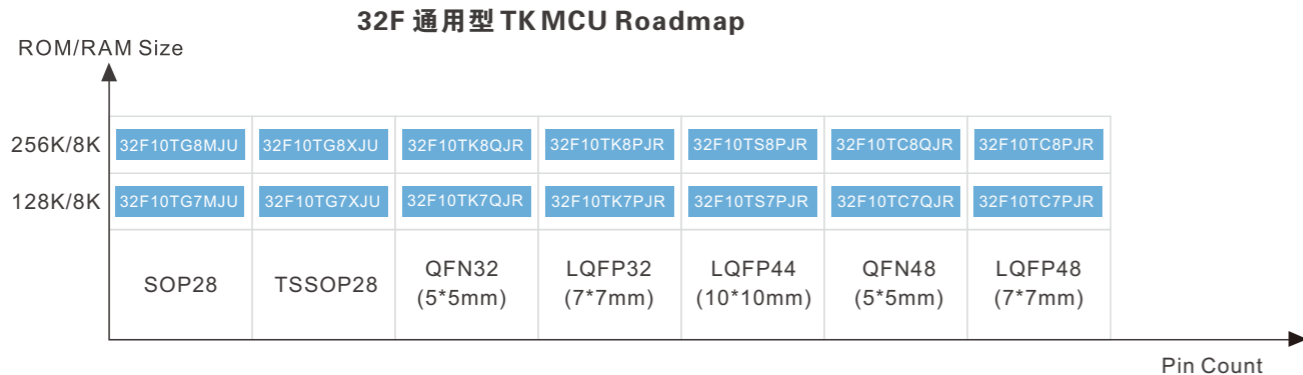 32F 通用型 TK MCU Roadmap
ROM/RAM Size
256K/8K 32F10TG8MJU 32F10TG8XJU 32F10TK8QJR 32F10TK8PJR 32F10TS8PJR 32F10TC8QJR 32F10TC8PJR
128K/8K 32F10TG7MJU 32F10TG7XJU 32F10TK7QJR 32F10TK7PJR 32F10TS7PJR 32F10TC7QJR 32F10TC7PJR
SOP28 TSSOP28 QFN32 LQFP32 LQFP44 QFN48 LQFP48
(5*5mm) (7*7mm) (10*10mm) (5*5mm) (7*7mm)
Pin Count